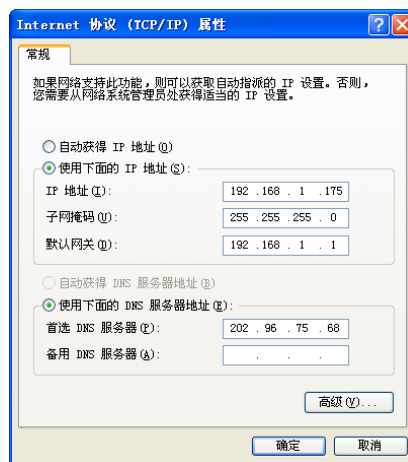 Internet 协议 (TCP/IP) 属性
常规
如果网络支持此功能，则可以获取自动指派的 IP 设置。否则，
您需要从网络系统管理员处获得适当的 IP 设置。
自动获得 IP 地址(O)
使用下面的 IP 地址(S):
IP 地址(I): 192 .168 . 1 .175
子网掩码(U): 255 .255 .255 . 0
默认网关(D): 192 .168 . 1 . 1
自动获得 DNS 服务器地址(B)
使用下面的 DNS 服务器地址(E):
首选 DNS 服务器(P): 202 . 96 . 75 . 68
备用 DNS 服务器(A): . . .
高级(V)...
确定 取消